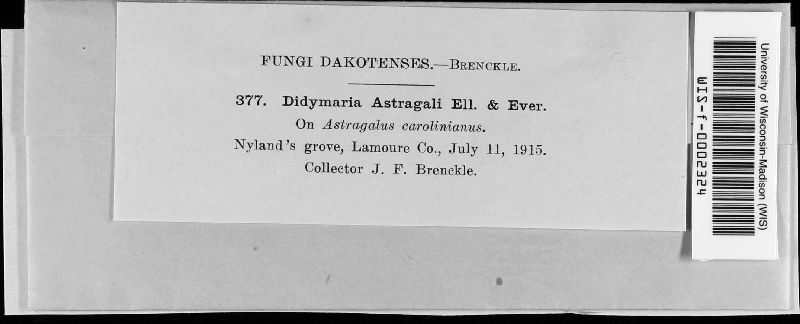 FUNGI DAKOTENSES.—BRENCKLE.
377. Didymaria Astragali Ell. & Ever.
On Astragalus carolinianus.
Nyland's grove, Lamoure Co., July 11, 1915.
Collector J. F. Brenckle.
University of Wisconsin-Madison (WIS)
WIS-f-0002324